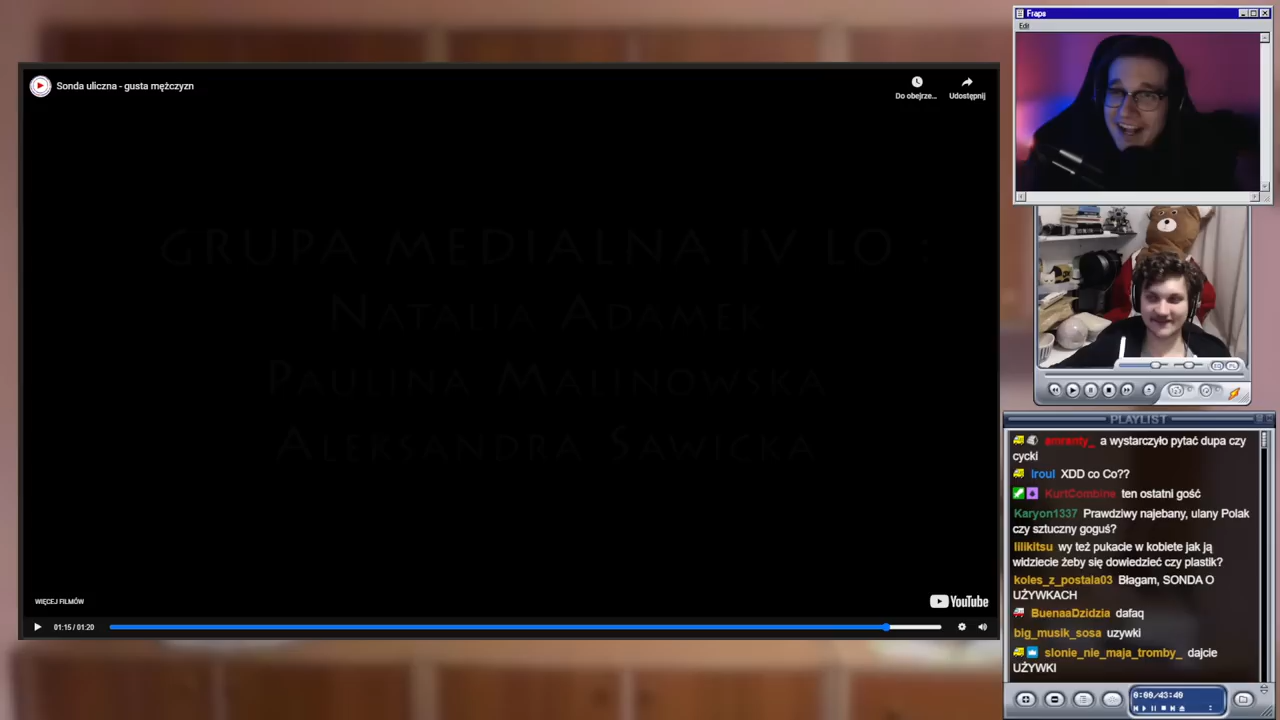 Sonda uliczna - gusta mężczyzn
Do obejrze...
Udostępnij
GRUPA MEDIALNA IV LO :
NATALIA ADAMEK
PAULINA MALINOWSKA
ALEKSANDRA SAWICKA
WIĘCEJ FILMÓW
YouTube
01:15 / 01:20
Fraps
Edit
PLAYLIST
emranty_ a wystarczyło pytać dupa czy
cycki
Iroul XDD co Co??
KurtCombine ten ostatni gość
Karyon1337 Prawdziwy najebany, ulany Polak
czy sztuczny goguś?
lilikitsu wy też pukacie w kobiete jak ją
widziecie żeby się dowiedzieć czy plastik?
koles_z_postala03 Błagam, SONDA O
UŻYWKACH
BuenaaDzidzia dafaq
big_musik_sosa uzywki
slonie_nie_maja_tromby_ dajcie
UŻYWKI
0:00/43:40